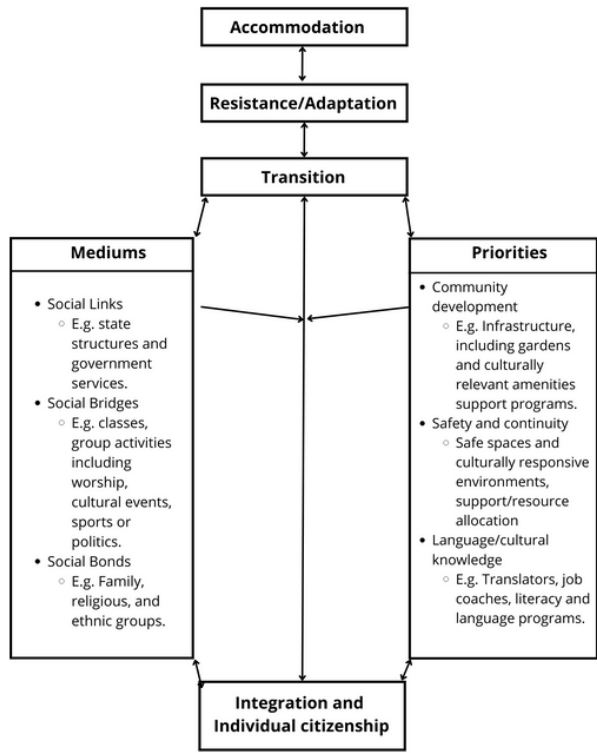 Accommodation
Resistance/Adaptation
Transition
Mediums
• Social Links
○ E.g. state
structures and
government
services.
• Social Bridges
○ E.g. classes,
group activities
including
worship,
cultural events,
sports or
politics.
• Social Bonds
○ E.g. Family,
religious, and
ethnic groups.
Priorities
• Community
development
○ E.g. Infrastructure,
including gardens
and culturally
relevant amenities
support programs.
• Safety and continuity
○ Safe spaces and
culturally responsive
environments,
support/resource
allocation
• Language/cultural
knowledge
○ E.g. Translators, job
coaches, literacy and
language programs.
Integration and
Individual citizenship